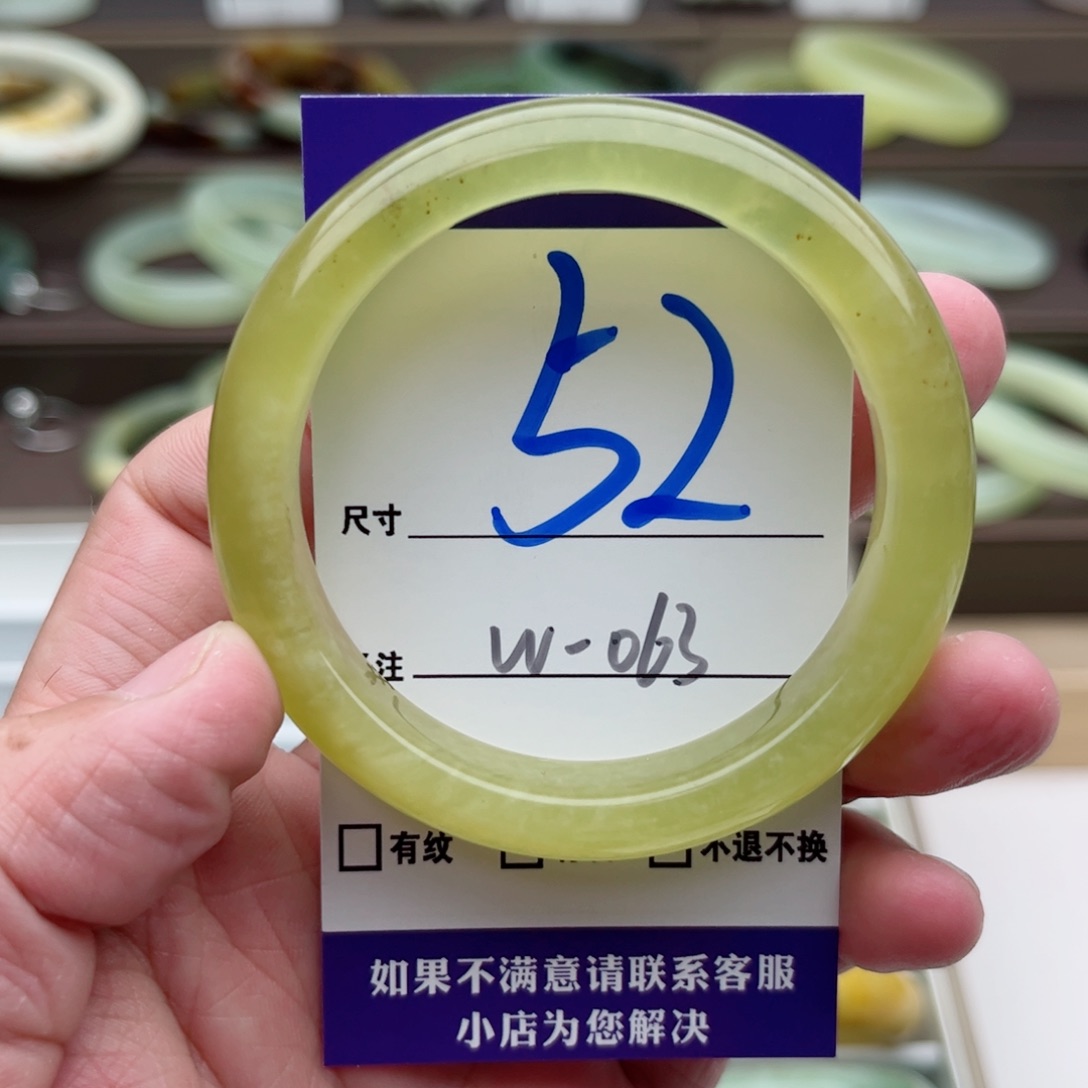 52
尺寸
W-063
注
有纹
不退不换
如果不满意请联系客服
小店为您解决